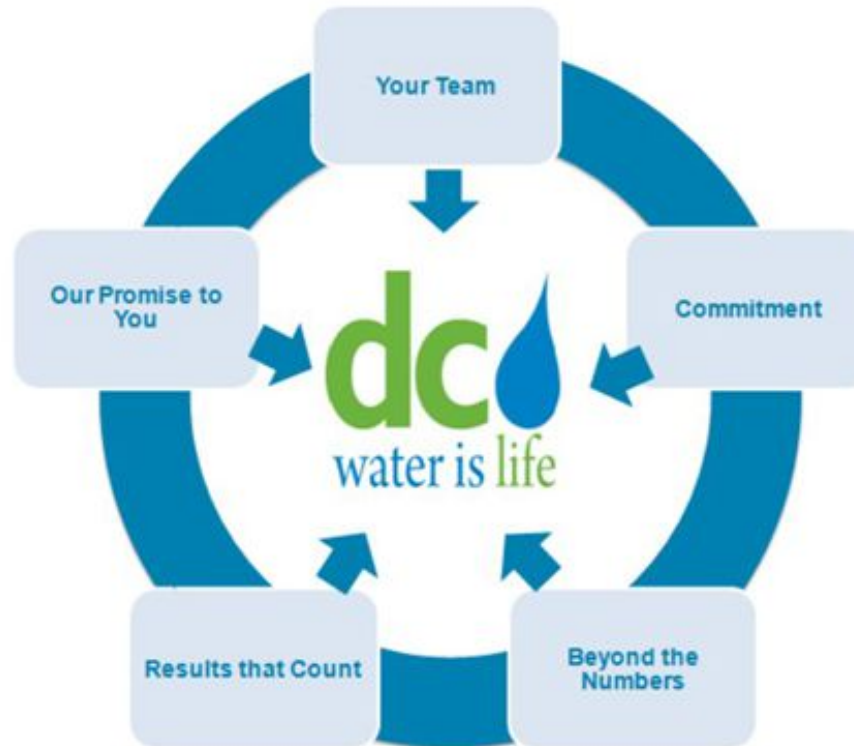 Your Team
Our Promise to
You
Commitment
dc
water is life
Results that Count
Beyond the
Numbers